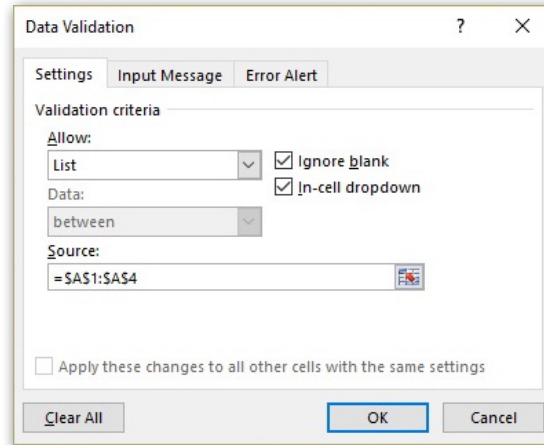 Data Validation ? X
Settings Input Message Error Alert
Validation criteria
Allow:
List Ignore blank
In-cell dropdown
Data:
between
Source:
=$A$1:$A$4
Apply these changes to all other cells with the same settings
Clear All OK Cancel